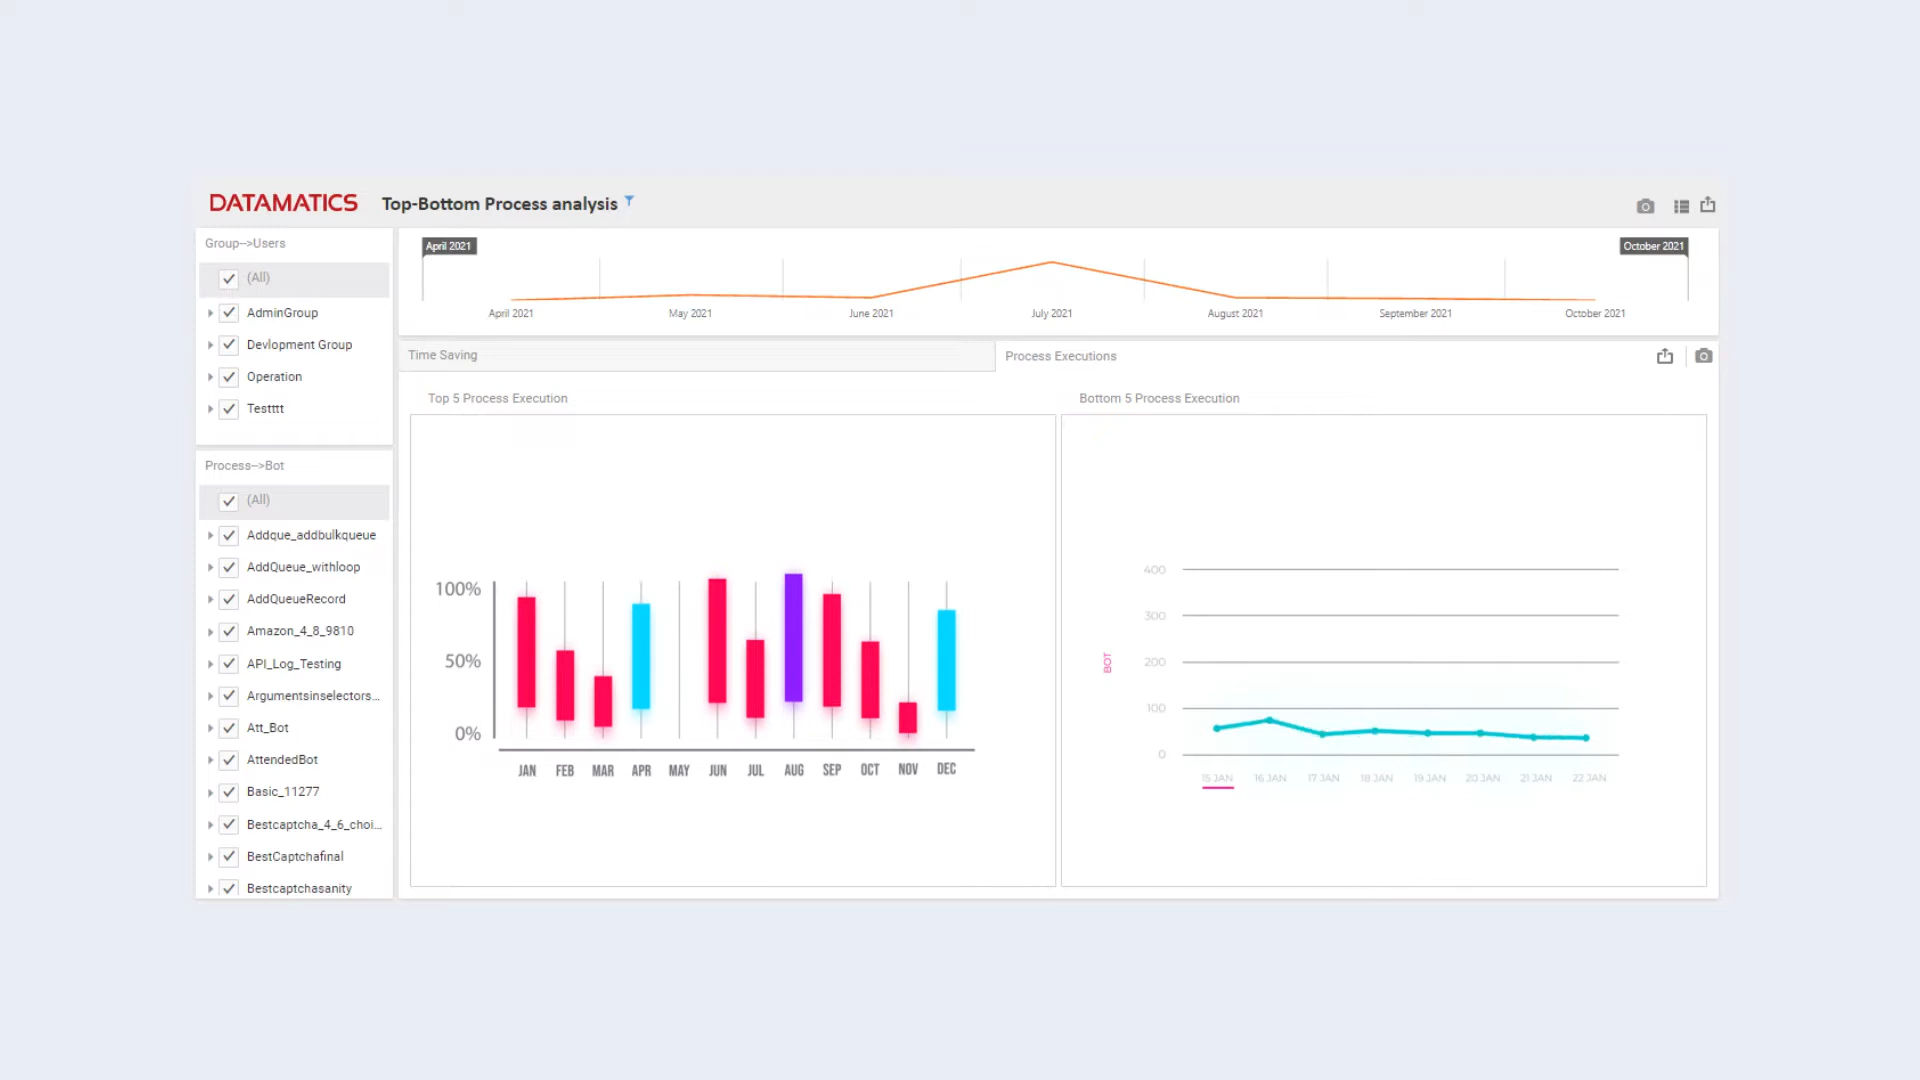 DATAMATICS
Top-Bottom Process analysis
Group-->Users
(All)
AdminGroup
Devlopment Group
Operation
Testttt
Process-->Bot
(All)
Addque_addbulkqueue
AddQueue_withloop
AddQueueRecord
Amazon_4_8_9810
API_Log_Testing
Argumentsinselectors...
Att_Bot
AttendedBot
Basic_11277
Bestcaptcha_4_6_choi...
BestCaptchafinal
Bestcaptchasanity
April 2021
October 2021
April 2021 May 2021 June 2021 July 2021 August 2021 September 2021 October 2021
Time Saving
Process Executions
Top 5 Process Execution
100%
50%
0%
JAN FEB MAR APR MAY JUN JUL AUG SEP OCT NOV DEC
Bottom 5 Process Execution
BOT
400
300
200
100
0
15 JAN 16 JAN 17 JAN 18 JAN 19 JAN 20 JAN 21 JAN 22 JAN